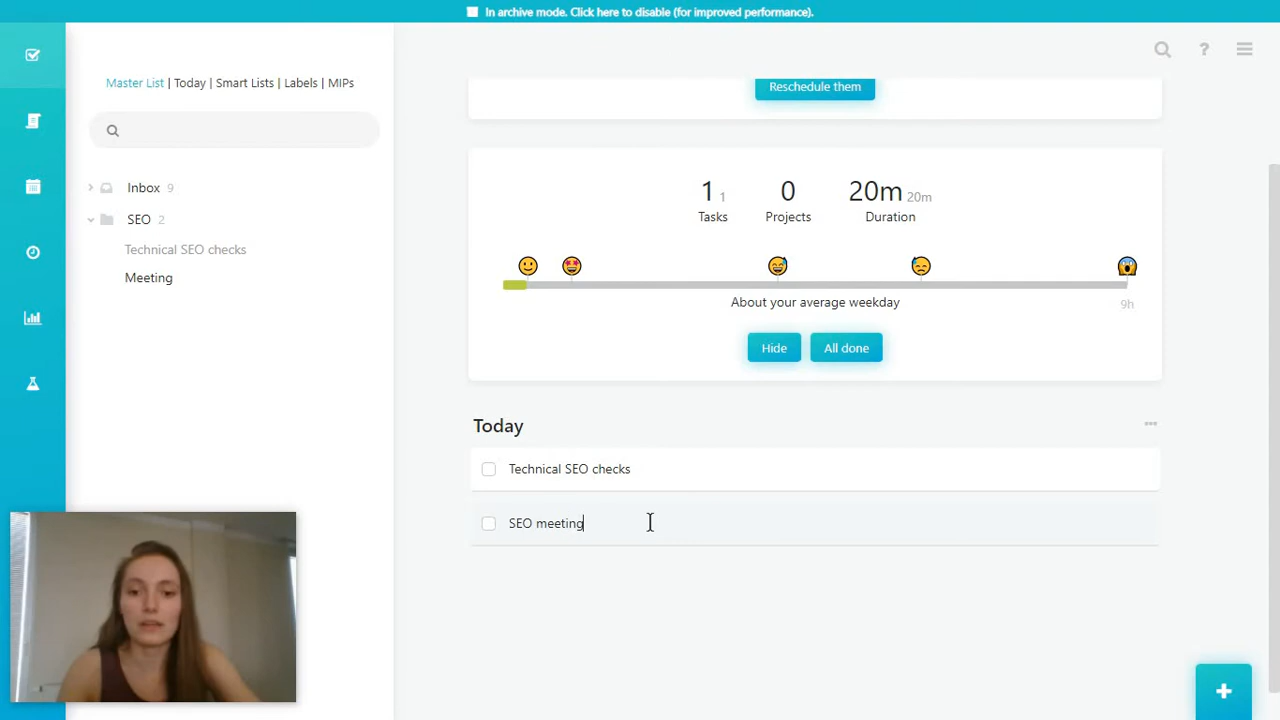 In archive mode. Click here to disable (for improved performance).
Master List | Today | Smart Lists | Labels | MIPs
Inbox 9
SEO 2
Technical SEO checks
Meeting
Reschedule them
1 1
Tasks
0
Projects
20m 20m
Duration
About your average weekday
9h
Hide
All done
Today
Technical SEO checks
SEO meeting